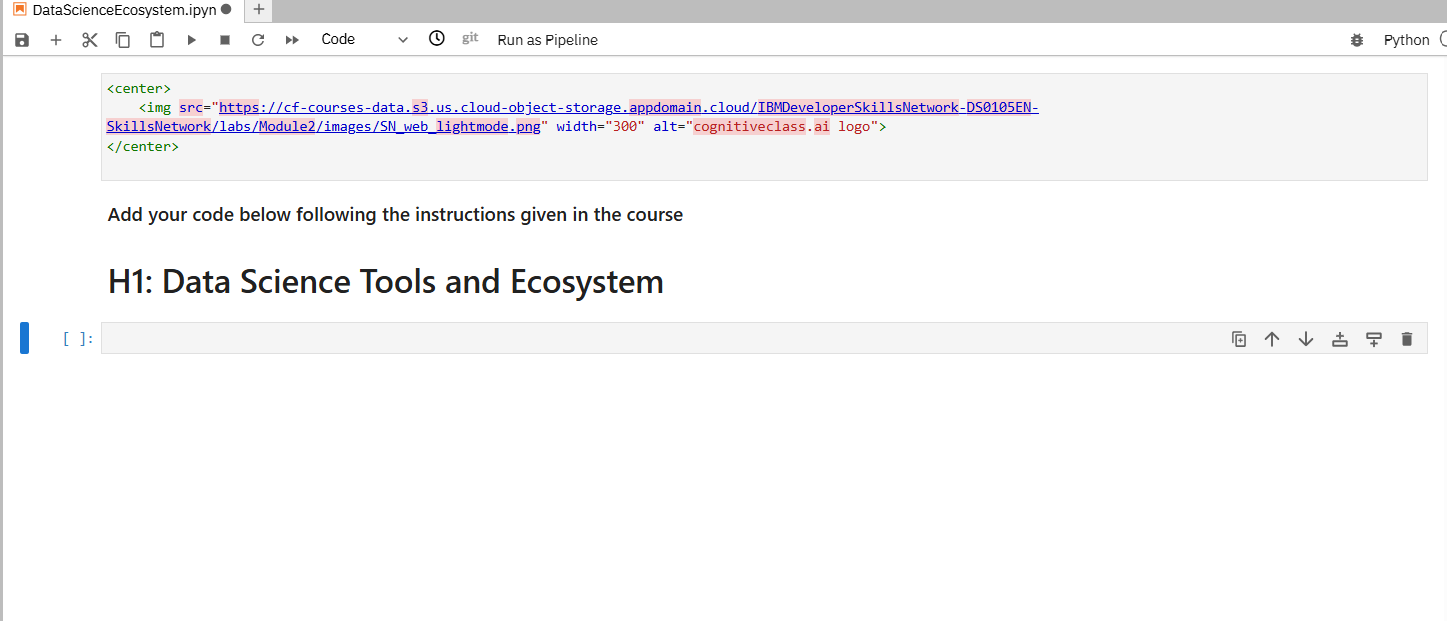 DataScienceEcosystem.ipyn
Code git Run as Pipeline Python
<center>
<img src="https://cf-courses-data.s3.us.cloud-object-storage.appdomain.cloud/IBMDeveloperSkillsNetwork-DS0105EN-
SkillsNetwork/labs/Module2/images/SN_web_lightmode.png" width="300" alt="cognitiveclass.ai logo">
</center>
Add your code below following the instructions given in the course
H1: Data Science Tools and Ecosystem
[ ]: